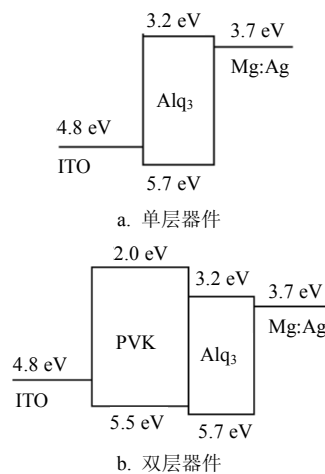 3.2 eV
3.7 eV
Mg:Ag
Alq₃
4.8 eV
ITO
5.7 eV
a. 单层器件
2.0 eV
3.2 eV
3.7 eV
Mg:Ag
PVK
Alq₃
4.8 eV
ITO
5.5 eV
5.7 eV
b. 双层器件